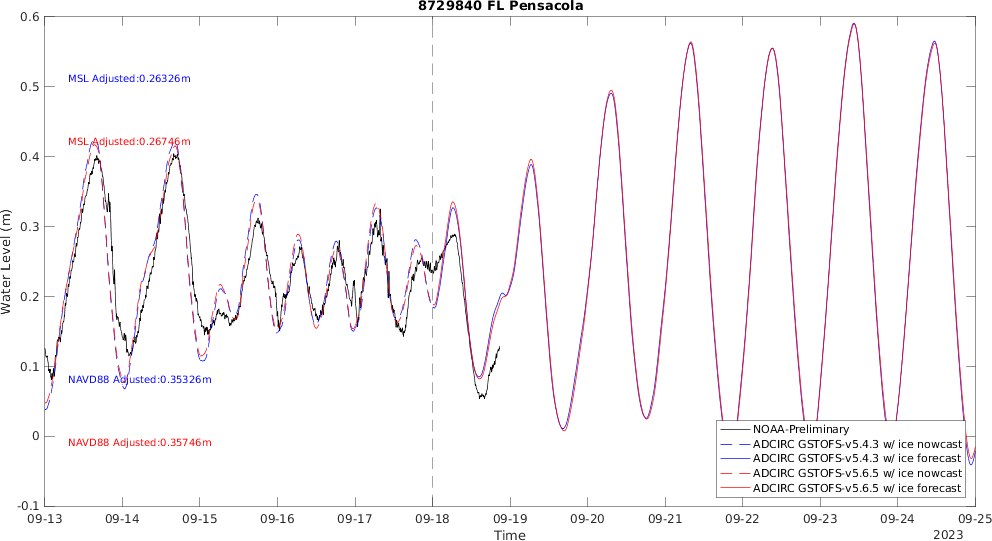 8729840 FL Pensacola
0.6
0.5
0.4
0.3
0.2
0.1
0
-0.1
Water Level (m)
MSL Adjusted:0.26326m
MSL Adjusted:0.26746m
NAVD88 Adjusted:0.35326m
NAVD88 Adjusted:0.35746m
NOAA-Preliminary
ADCIRC GSTOFS-v5.4.3 w/ ice nowcast
ADCIRC GSTOFS-v5.4.3 w/ ice forecast
ADCIRC GSTOFS-v5.6.5 w/ ice nowcast
ADCIRC GSTOFS-v5.6.5 w/ ice forecast
09-13 09-14 09-15 09-16 09-17 09-18 09-19 09-20 09-21 09-22 09-23 09-24 09-25
Time
2023